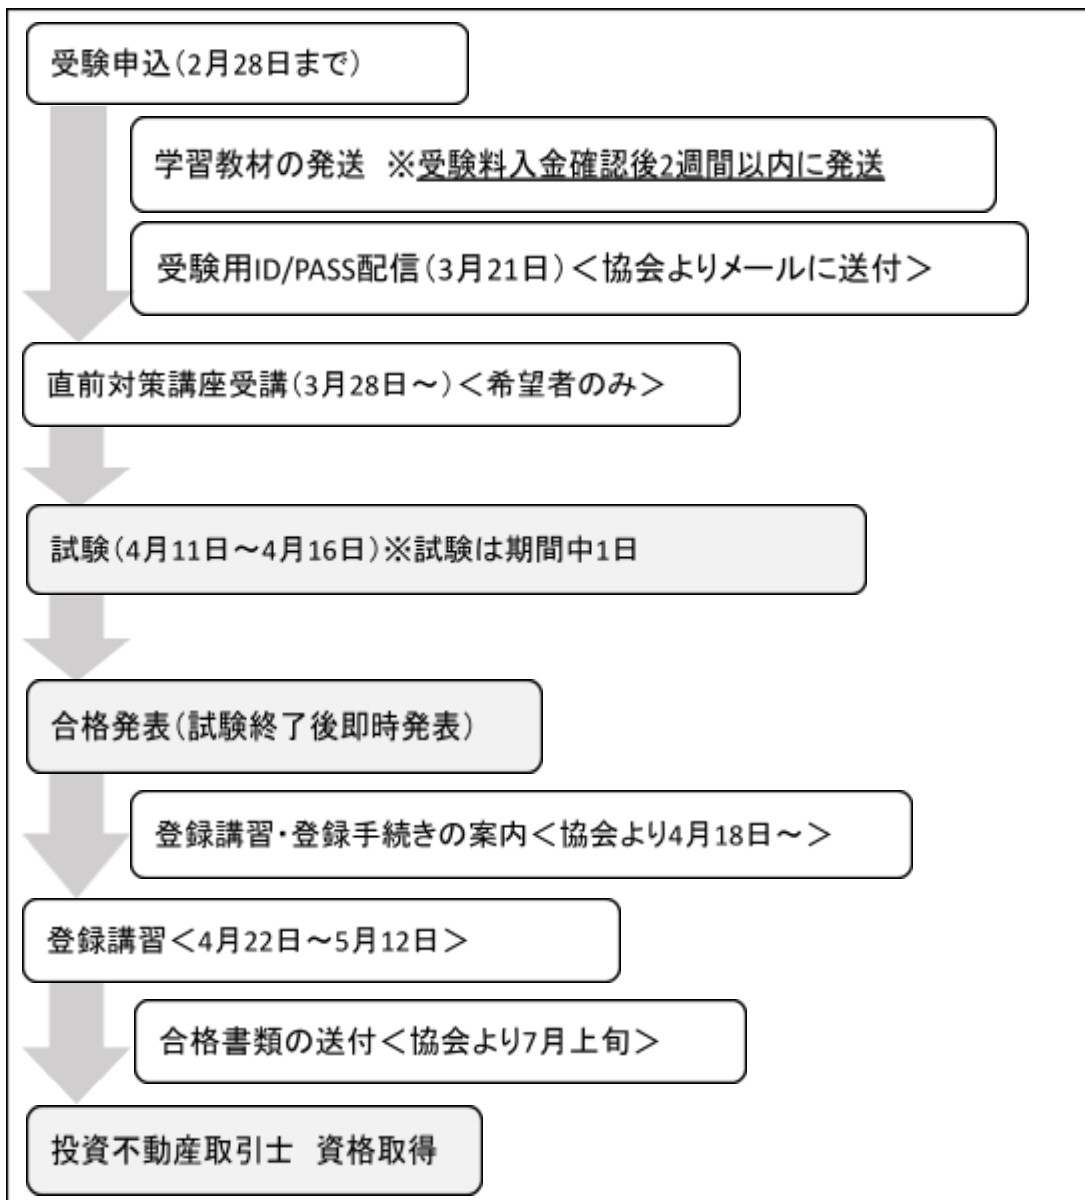 受験申込(2月28日まで)
学習教材の発送　※受験料入金確認後2週間以内に発送
受験用ID/PASS配信(3月21日)＜協会よりメールに送付＞
直前対策講座受講(3月28日～)＜希望者のみ＞
試験(4月11日～4月16日)※試験は期間中1日
合格発表(試験終了後即時発表)
登録講習・登録手続きの案内＜協会より4月18日～＞
登録講習＜4月22日～5月12日＞
合格書類の送付＜協会より7月上旬＞
投資不動産取引士　資格取得